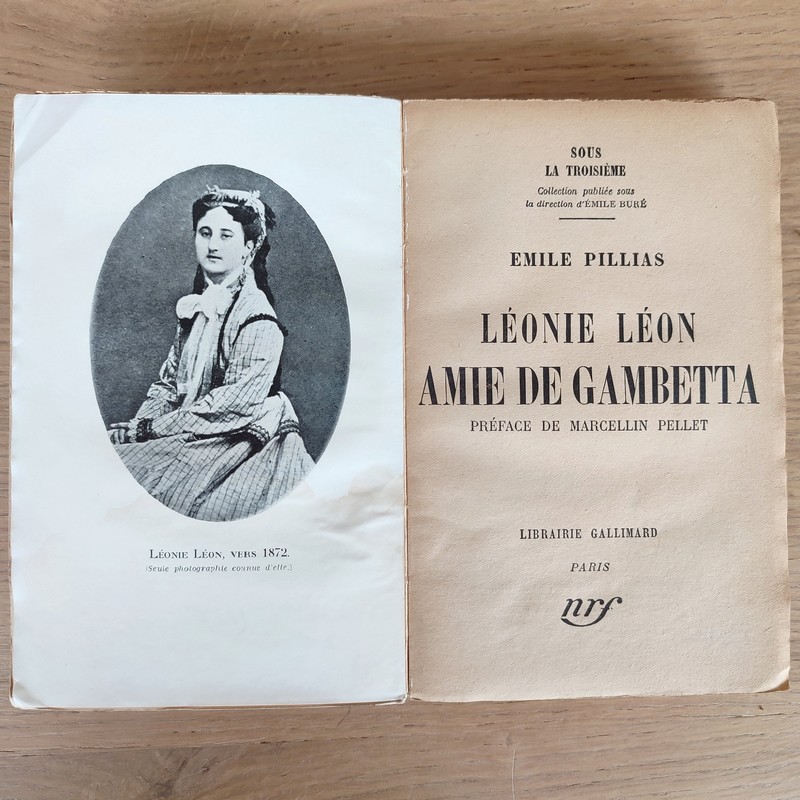 LÉONIE LÉON, VERS 1872.
(Seule photographie connue d'elle.)
SOUS
LA TROISIÈME
Collection publiée sous
la direction d'ÉMILE BURÉ
EMILE PILLIAS
LÉONIE LÉON
AMIE DE GAMBETTA
PRÉFACE DE MARCELLIN PELLET
LIBRAIRIE GALLIMARD
PARIS
nrf